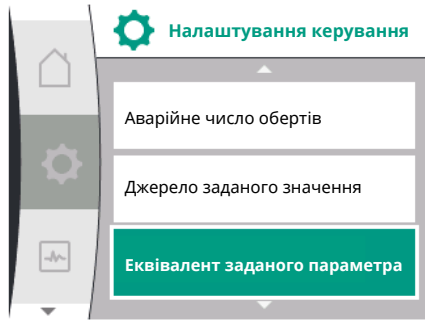 Налаштування керування
Аварійне число обертів
Джерело заданого значення
Еквівалент заданого параметра